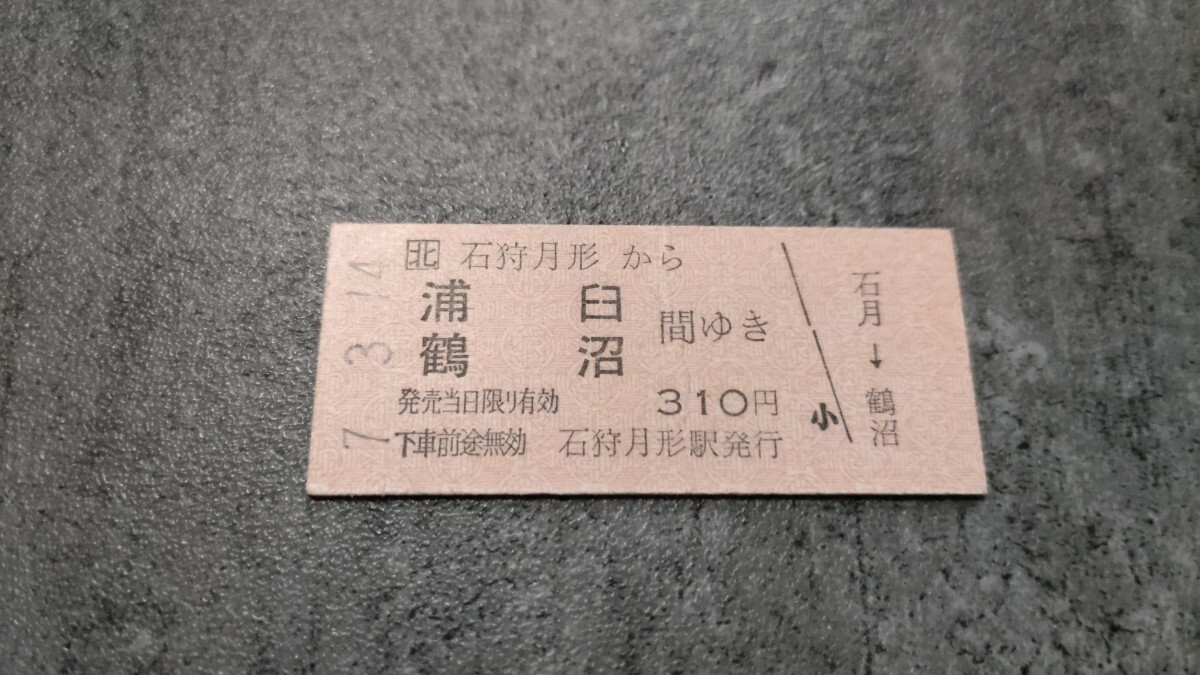 北 石狩月形 から
浦臼
鶴沼
間ゆき
発売当日限り有効 310円
下車前途無効 石狩月形駅発行
小
石月→鶴沼
7. 3. 14